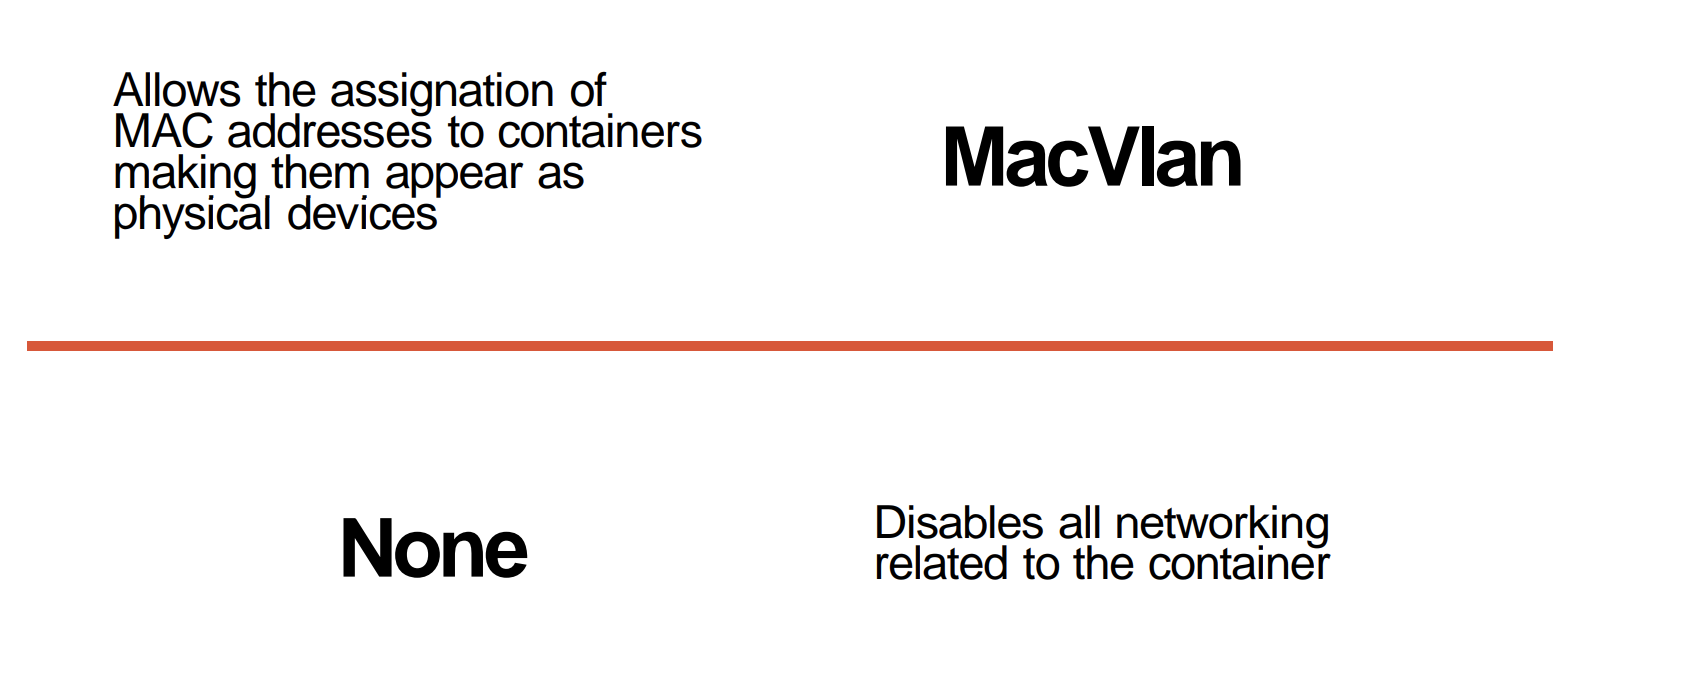 Allows the assignation of
MAC addresses to containers
making them appear as
physical devices
MacVlan
None
Disables all networking
related to the container